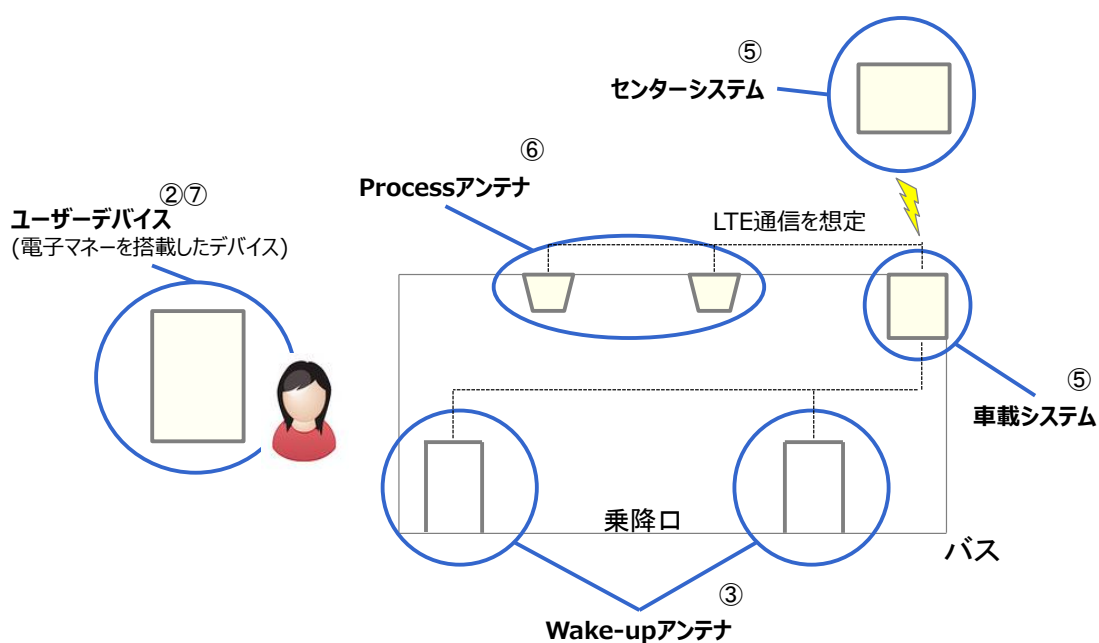 ⑤
センターシステム
⑥
Processアンテナ
②⑦
ユーザーデバイス
(電子マネーを搭載したデバイス)
LTE通信を想定
⑤
車載システム
乗降口
バス
③
Wake-upアンテナ